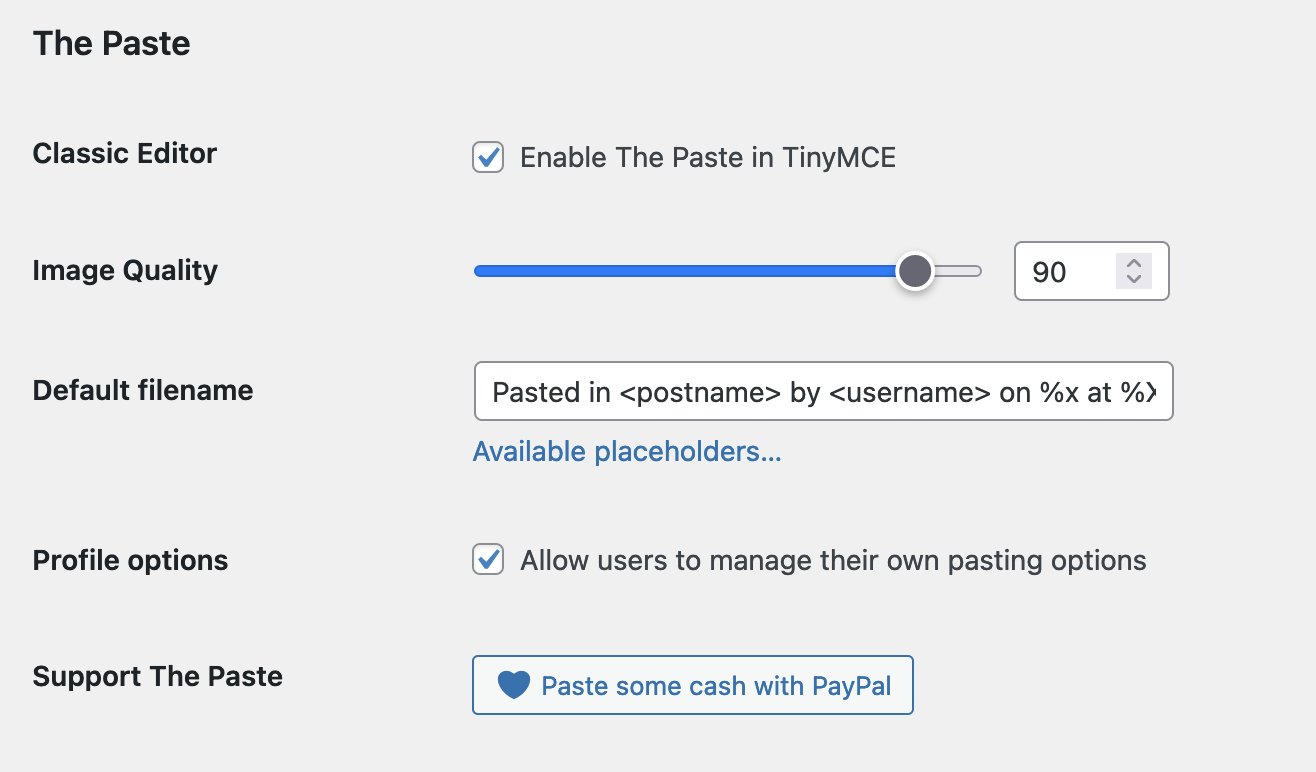 The Paste
Classic Editor
Enable The Paste in TinyMCE
Image Quality
90
Default filename
Pasted in <postname> by <username> on %x at %X
Available placeholders...
Profile options
Allow users to manage their own pasting options
Support The Paste
Paste some cash with PayPal